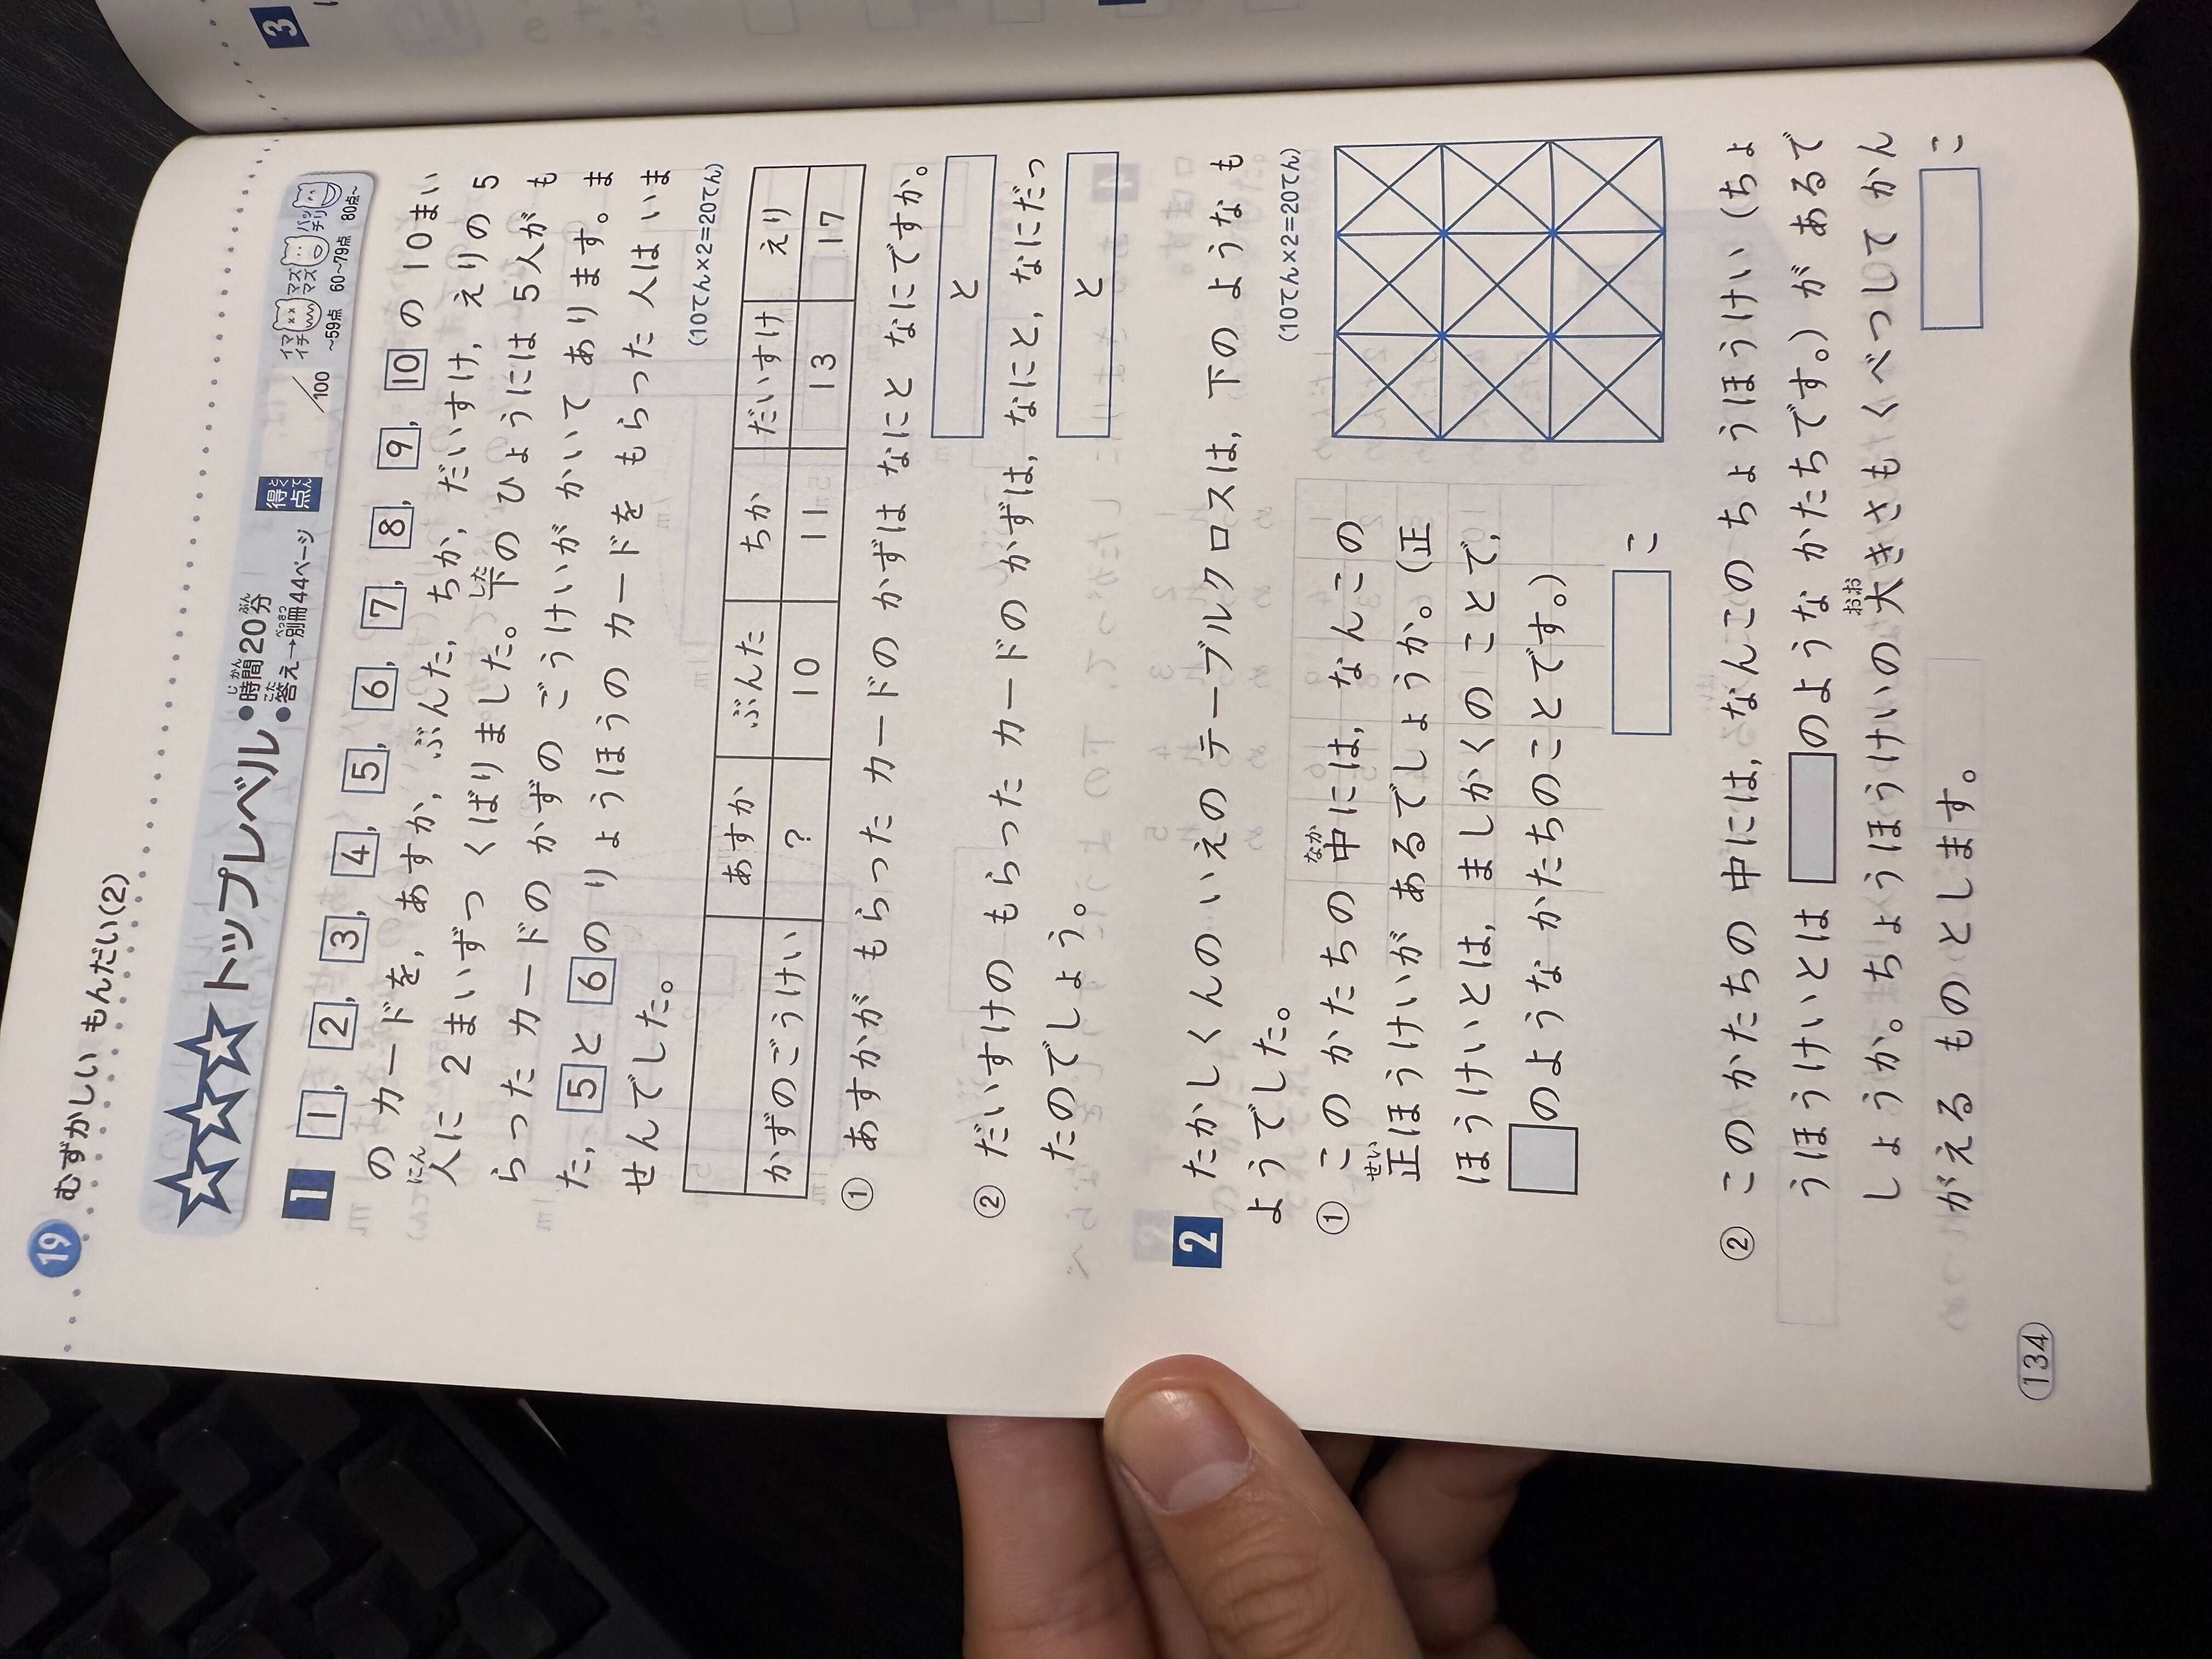 19 むずかしい もんだい(2)
トップレベル
●時間20分
●答え→別冊44ページ
得点
/100
イマイチ マズマズ バッチリ
~59点 60~79点 80点~
1 1, 2, 3, 4, 5, 6, 7, 8, 9, 10 の 10まい
の カードを, あすか, ぶんた, ちか, だいすけ, えりの 5
人に 2まいずつ くばりました。下の ひょうには 5人が も
らった カードの かずの ごうけいが かいて あります。ま
た, 5 と 6 の りょうほうの カードを もらった 人は いま
せんでした。
(10てん×2=20てん)
あすか ぶんた ちか だいすけ えり
かずのごうけい ? 10 11 13 17
① あすかが もらった カードの かずは なにと なにですか。
と
② だいすけの もらった カードの かずは, なにと, なにだっ
たのでしょう。
と
2 たかしくんの いえの テーブルクロスは, 下の ような も
ようでした。
(10てん×2=20てん)
① この かたちの 中には, なんこの
正ほうけいが あるでしょうか。(正
ほうけいとは, ましかくの ことで,
のような かたちのことです。)
こ
② この かたちの 中には, なんこの ちょうほうけい (ちょ
うほうけいとは のような かたちです。) が あるで
しょうか。ちょうほうけいの大きさも くべつして かん
がえる もの とします。
こ
134
3